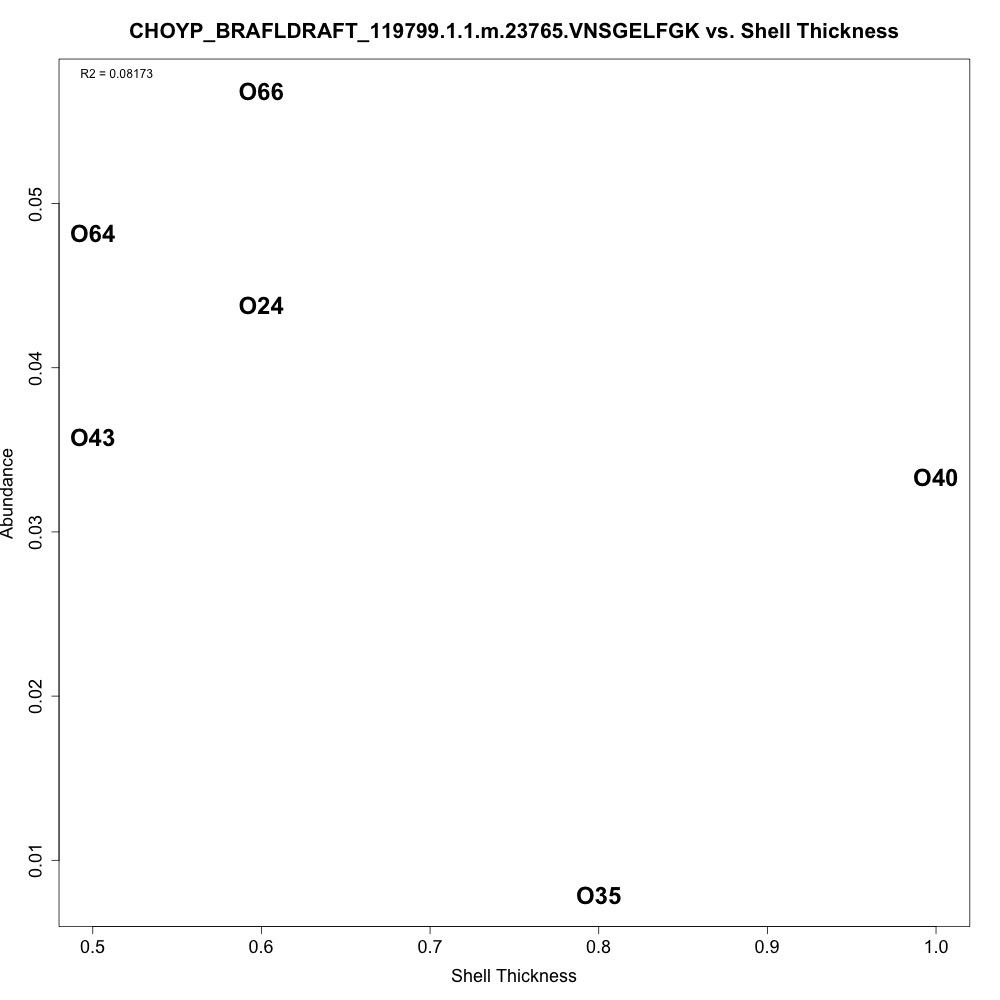 CHOYP_BRAFLDRAFT_119799.1.1.m.23765.VNSGELFGK vs. Shell Thickness
R2 = 0.08173
O66
0.05
O64
O24
0.04
O43
Abundance
O40
0.03
0.02
0.01
O35
0.5 0.6 0.7 0.8 0.9 1.0
Shell Thickness